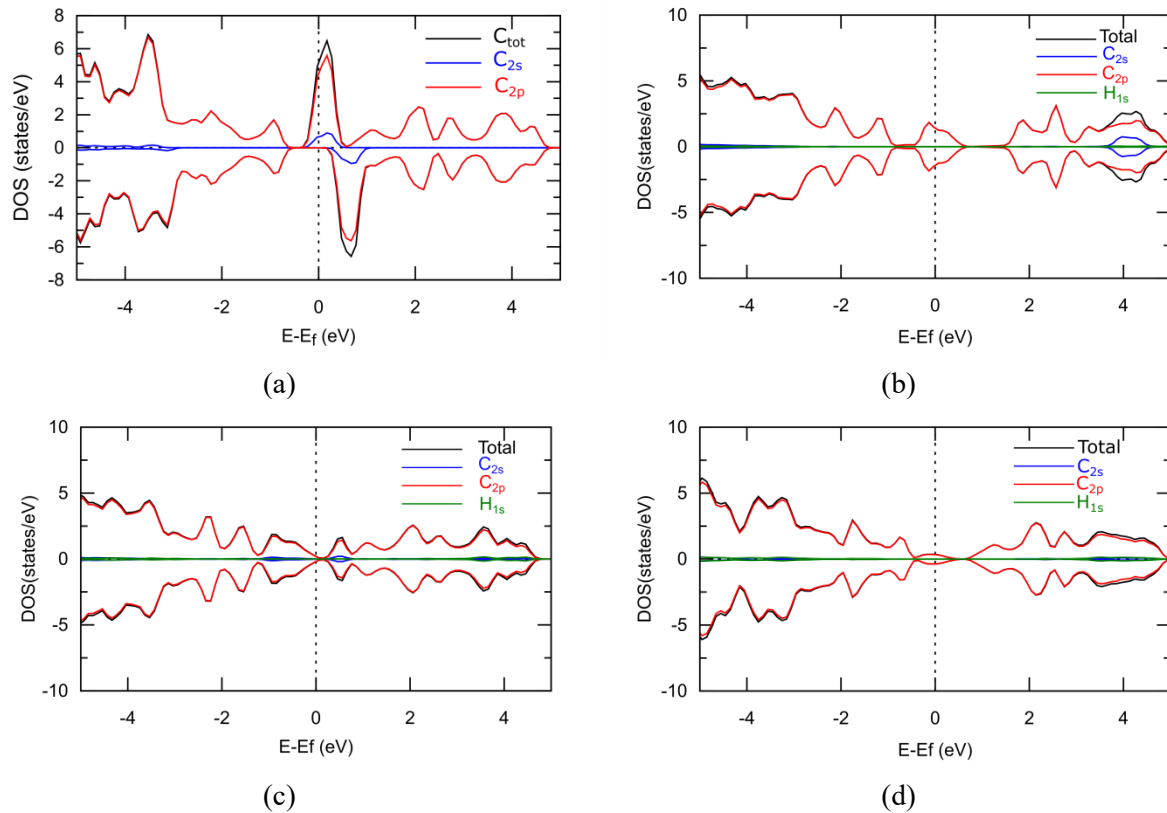 8
6
4
2
0
-2
-4
-6
-8
DOS (states/eV)
C_tot
C_2s
C_2p
-4
-2
0
2
4
E-E_f (eV)
(a)
10
5
0
-5
-10
DOS(states/eV)
Total
C_2s
C_2p
H_1s
-4
-2
0
2
4
E-Ef (eV)
(b)
10
5
0
-5
-10
DOS(states/eV)
Total
C_2s
C_2p
H_1s
-4
-2
0
2
4
E-Ef (eV)
(c)
10
5
0
-5
-10
DOS(states/eV)
Total
C_2s
C_2p
H_1s
-4
-2
0
2
4
E-Ef (eV)
(d)